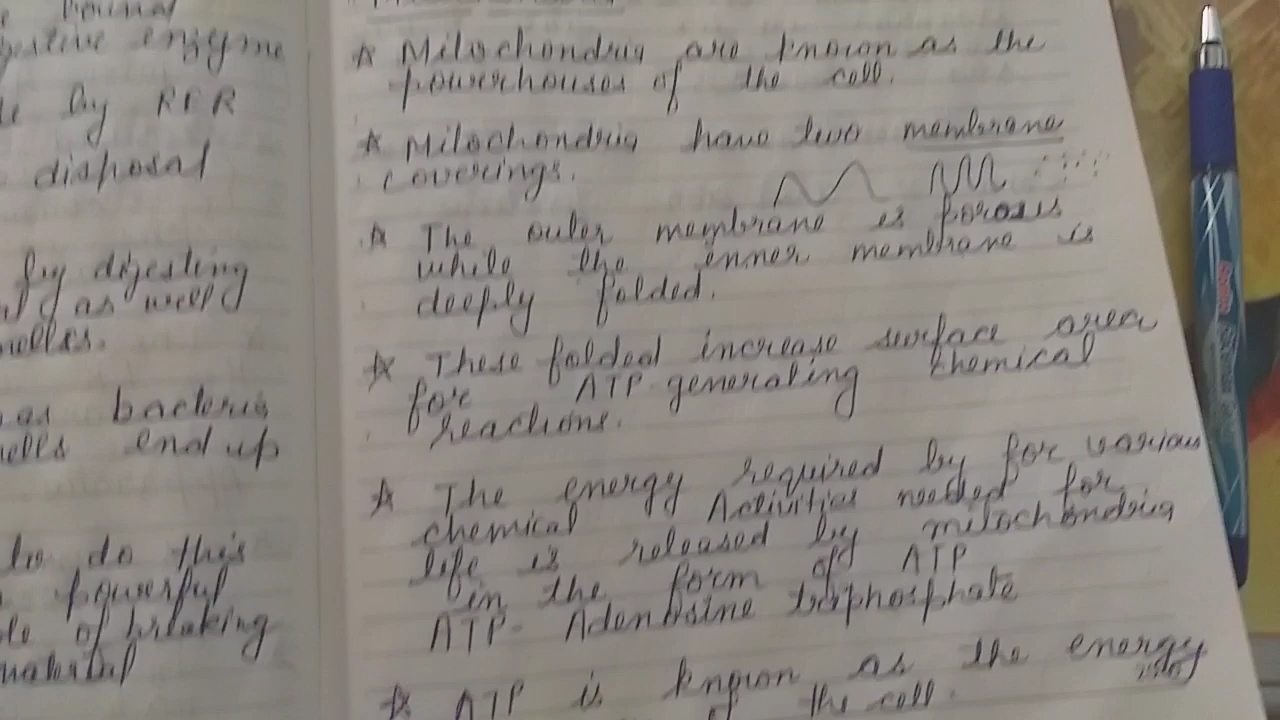 digestive enzyme
by RER
disposal
by digesting
as well
as bacteria
end up
to do this
powerful
of breaking
material
☆ Mitochondria are known as the
powerhouses of the cell.
☆ Mitochondria have two membrane
coverings.
☆ The outer membrane is porous
while the inner membrane is
deeply folded.
☆ These folded increase surface area
for ATP-generating chemical
reactions.
☆ The energy required by for various
chemical Activities needed for
life is released by mitochondria
in the form of ATP
ATP- Adenosine triphosphate
☆ ATP is known as the energy
of the cell.